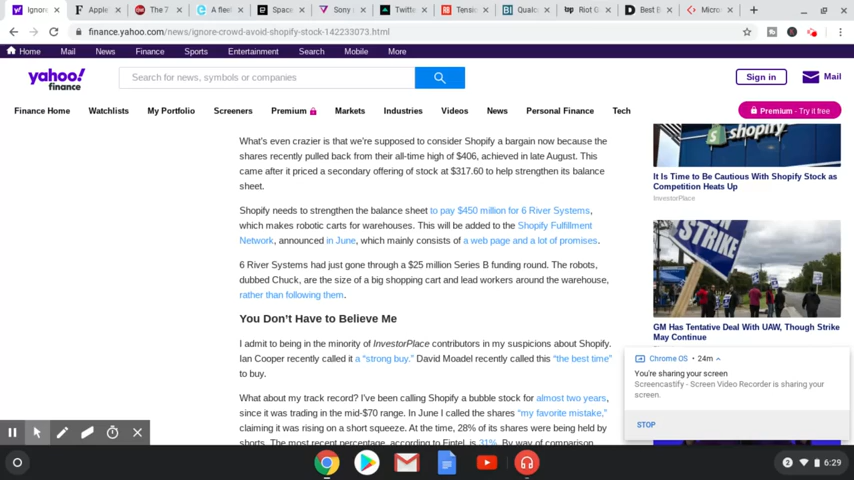 Ignore
Apple
The 7
A flee
Space
Sony p
Twitte
Tensio
Qualc
Riot G
Best B
Micro
finance.yahoo.com/news/ignore-crowd-avoid-shopify-stock-142233073.html
Home Mail News Finance Sports Entertainment Search Mobile More
yahoo!
finance
Search for news, symbols or companies
Sign in
Mail
Finance Home Watchlists My Portfolio Screeners Premium Markets Industries Videos News Personal Finance Tech
Premium - Try it free
What's even crazier is that we're supposed to consider Shopify a bargain now because the
shares recently pulled back from their all-time high of $406, achieved in late August. This
came after it priced a secondary offering of stock at $317.60 to help strengthen its balance
sheet.
Shopify needs to strengthen the balance sheet to pay $450 million for 6 River Systems,
which makes robotic carts for warehouses. This will be added to the Shopify Fulfillment
Network, announced in June, which mainly consists of a web page and a lot of promises.
6 River Systems had just gone through a $25 million Series B funding round. The robots,
dubbed Chuck, are the size of a big shopping cart and lead workers around the warehouse,
rather than following them.
You Don't Have to Believe Me
I admit to being in the minority of InvestorPlace contributors in my suspicions about Shopify.
Ian Cooper recently called it a "strong buy." David Moadel recently called this "the best time"
to buy.
What about my track record? I've been calling Shopify a bubble stock for almost two years,
since it was trading in the mid-$70 range. In June I called the shares "my favorite mistake,"
claiming it was rising on a short squeeze. At the time, 28% of its shares were being held by
shorts. The most recent percentage, according to Fintel, is 31%. By way of comparison,
shopify
It Is Time to Be Cautious With Shopify Stock as
Competition Heats Up
InvestorPlace
ON
STRIKE
GM Has Tentative Deal With UAW, Though Strike
May Continue
Chrome OS • 24m
You're sharing your screen
Screencastify - Screen Video Recorder is sharing your
screen.
STOP
2
6:29